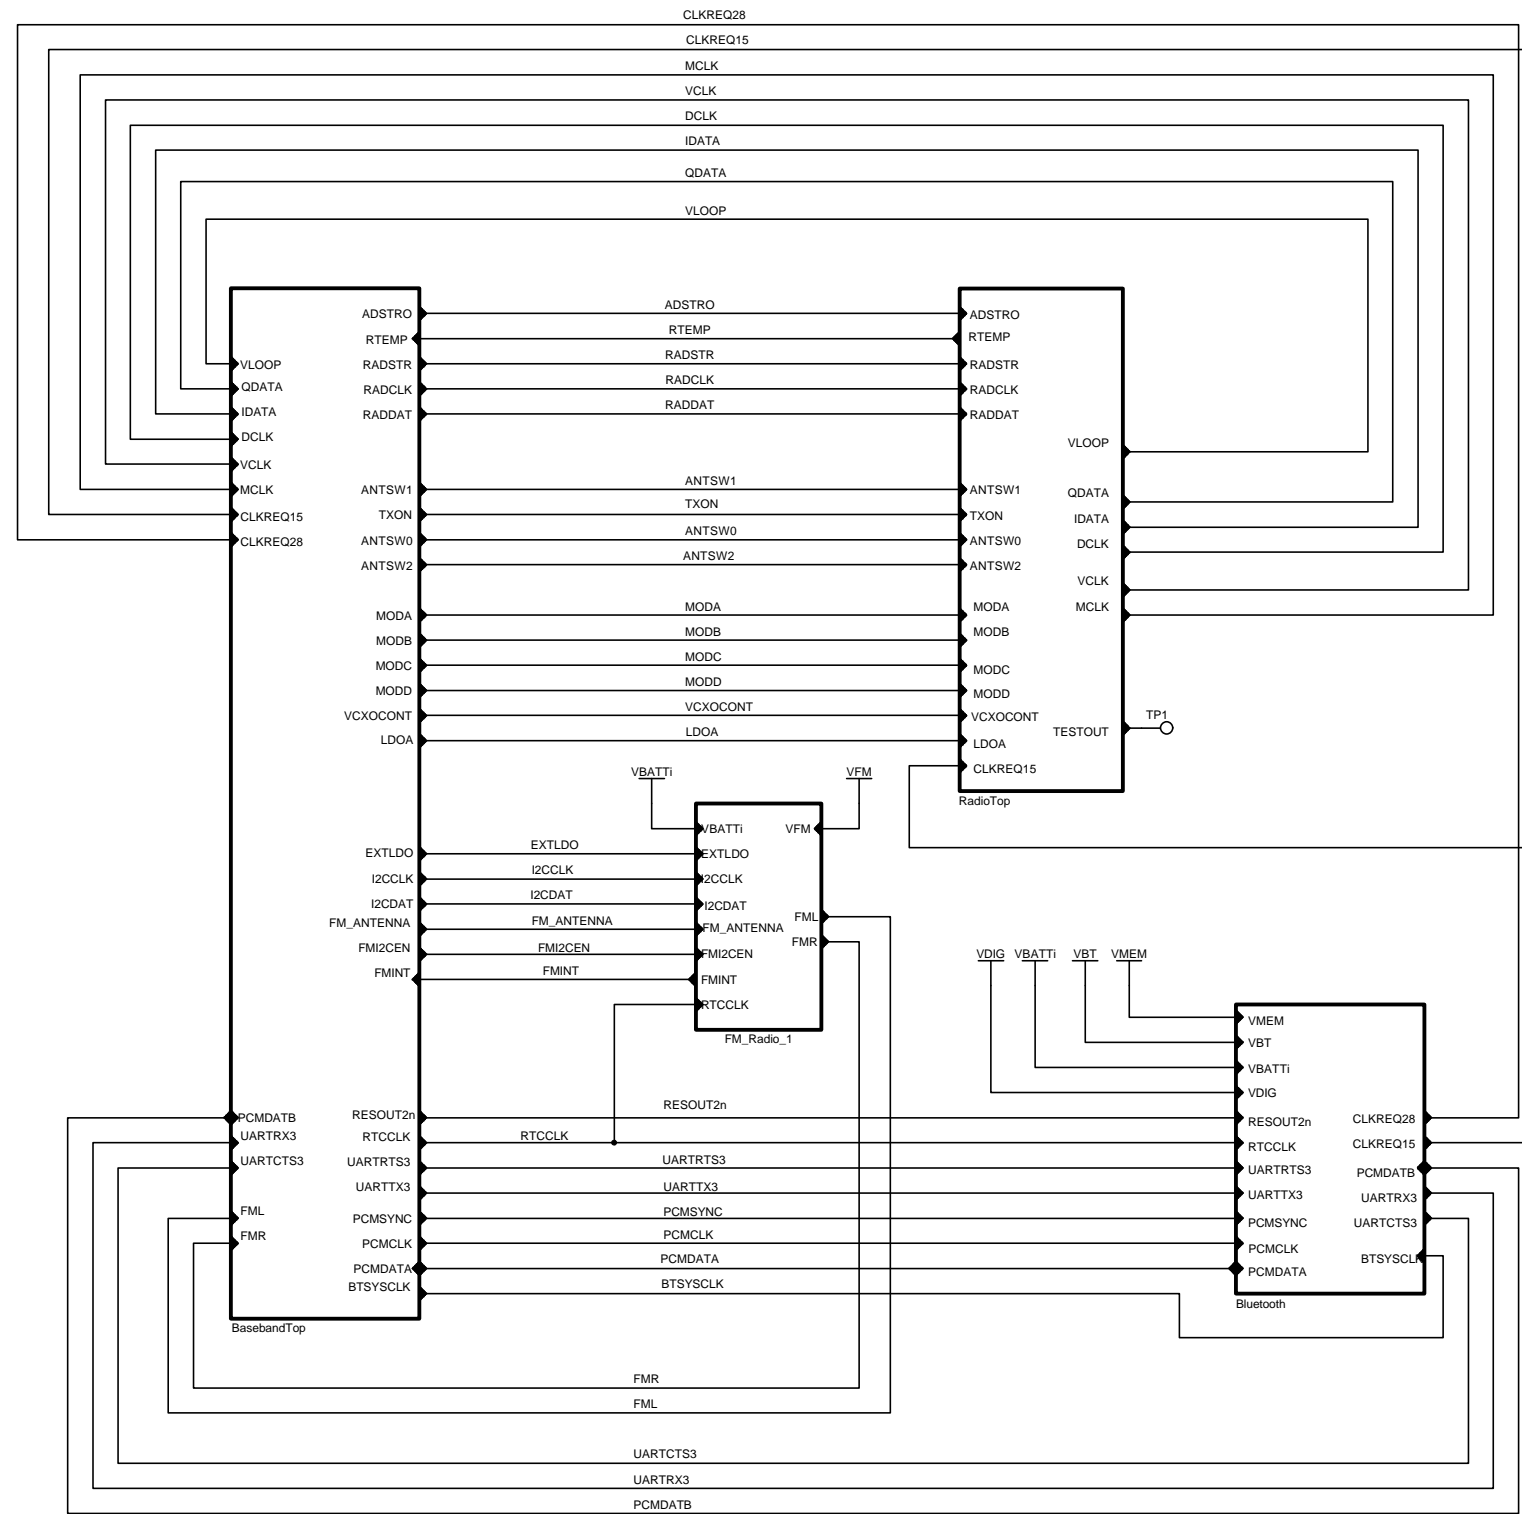 CLKREQ28
CLKREQ15
MCLK
VCLK
DCLK
IDATA
QDATA
VLOOP
VLOOP
QDATA
IDATA
DCLK
VCLK
MCLK
CLKREQ15
CLKREQ28
ADSTRO
RTEMP
RADSTR
RADCLK
RADDAT
ANTSW1
TXON
ANTSW0
ANTSW2
MODA
MODB
MODC
MODD
VCXOCONT
LDOA
EXTLDO
I2CCLK
I2CDAT
FM_ANTENNA
FMI2CEN
FMINT
PCMDATB
UARTRX3
UARTCTS3
FML
FMR
RESOUT2n
RTCCLK
UARTRTS3
UARTTX3
PCMSYNC
PCMCLK
PCMDATA
BTSYSCLK
BasebandTop
ADSTRO
RTEMP
RADSTR
RADCLK
RADDAT
ANTSW1
TXON
ANTSW0
ANTSW2
MODA
MODB
MODC
MODD
VCXOCONT
LDOA
ADSTRO
RTEMP
RADSTR
RADCLK
RADDAT
ANTSW1
TXON
ANTSW0
ANTSW2
MODA
MODB
MODC
MODD
VCXOCONT
LDOA
CLKREQ15
VLOOP
QDATA
IDATA
DCLK
VCLK
MCLK
TESTOUT
TP1
RadioTop
VBATTi
VFM
EXTLDO
I2CCLK
I2CDAT
FM_ANTENNA
FMI2CEN
FMINT
VBATTi
EXTLDO
I2CCLK
I2CDAT
FM_ANTENNA
FMI2CEN
FMINT
RTCCLK
VFM
FML
FMR
FM_Radio_1
VDIG
VBATTi
VBT
VMEM
RESOUT2n
RTCCLK
UARTRTS3
UARTTX3
PCMSYNC
PCMCLK
PCMDATA
BTSYSCLK
VMEM
VBT
VBATTi
VDIG
RESOUT2n
RTCCLK
UARTRTS3
UARTTX3
PCMSYNC
PCMCLK
PCMDATA
CLKREQ28
CLKREQ15
PCMDATB
UARTRX3
UARTCTS3
BTSYSCLK
Bluetooth
FMR
FML
UARTCTS3
UARTRX3
PCMDATB